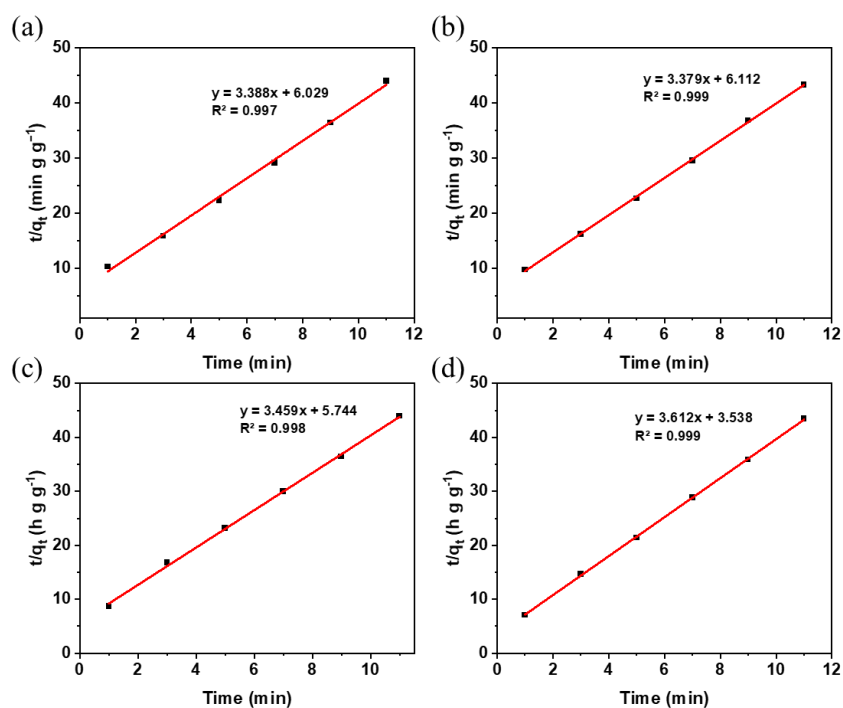 (a)
50
40
30
20
10
t/qₜ (min g g⁻¹)
y = 3.388x + 6.029
R² = 0.997
0 2 4 6 8 10 12
Time (min)
(b)
50
40
30
20
10
t/qₜ (min g g⁻¹)
y = 3.379x + 6.112
R² = 0.999
0 2 4 6 8 10 12
Time (min)
(c)
50
40
30
20
10
0
t/qₜ (h g g⁻¹)
y = 3.459x + 5.744
R² = 0.998
0 2 4 6 8 10
Time (min)
(d)
50
40
30
20
10
0
t/qₜ (h g g⁻¹)
y = 3.612x + 3.538
R² = 0.999
0 2 4 6 8 10 12
Time (min)